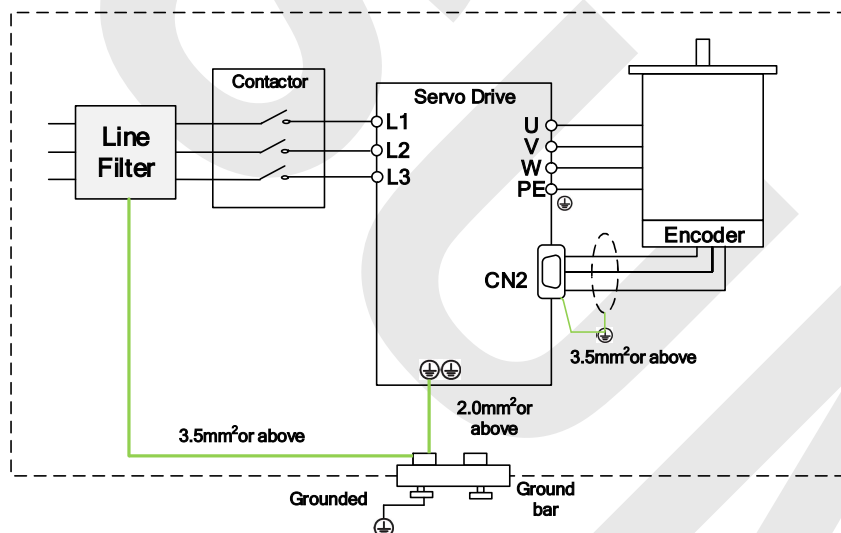 Contactor
Servo Drive
Line
Filter
L1
L2
L3
U
V
W
PE
Encoder
CN2
3.5mm²or above
2.0mm²or
above
3.5mm²or above
Grounded
Ground
bar